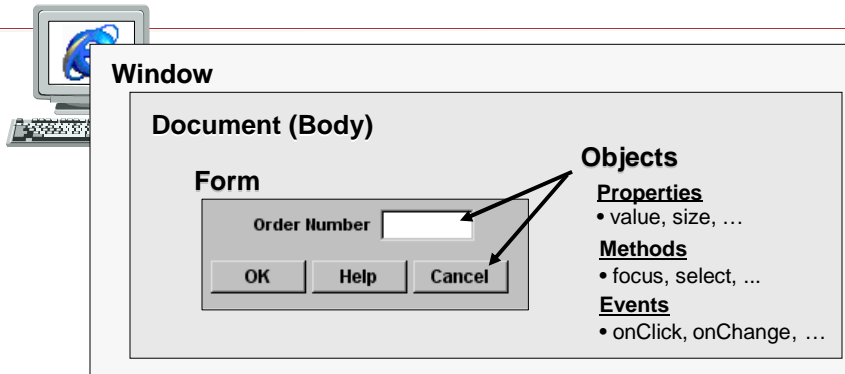 Window
Document (Body)
Objects
Form
Properties
• value, size, …
Order Number
Methods
• focus, select, ...
OK Help Cancel
Events
• onClick, onChange, …